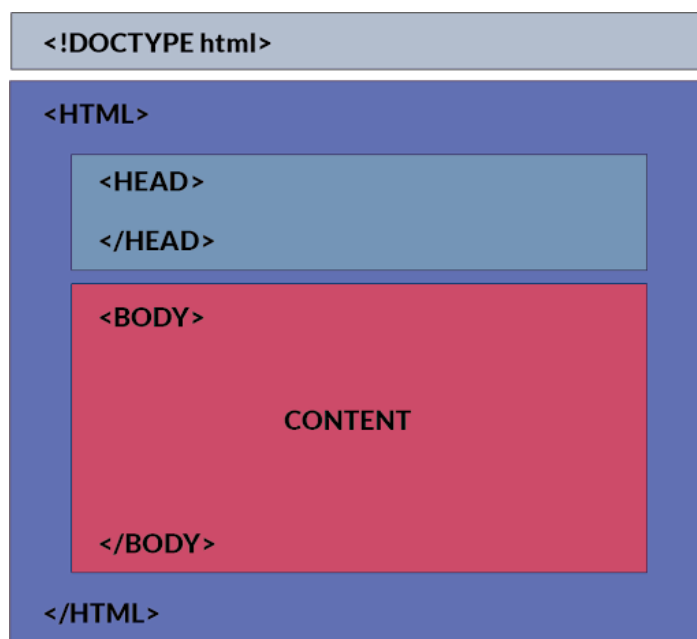 <!DOCTYPE html>
<HTML>
<HEAD>
</HEAD>
<BODY>
CONTENT
</BODY>
</HTML>